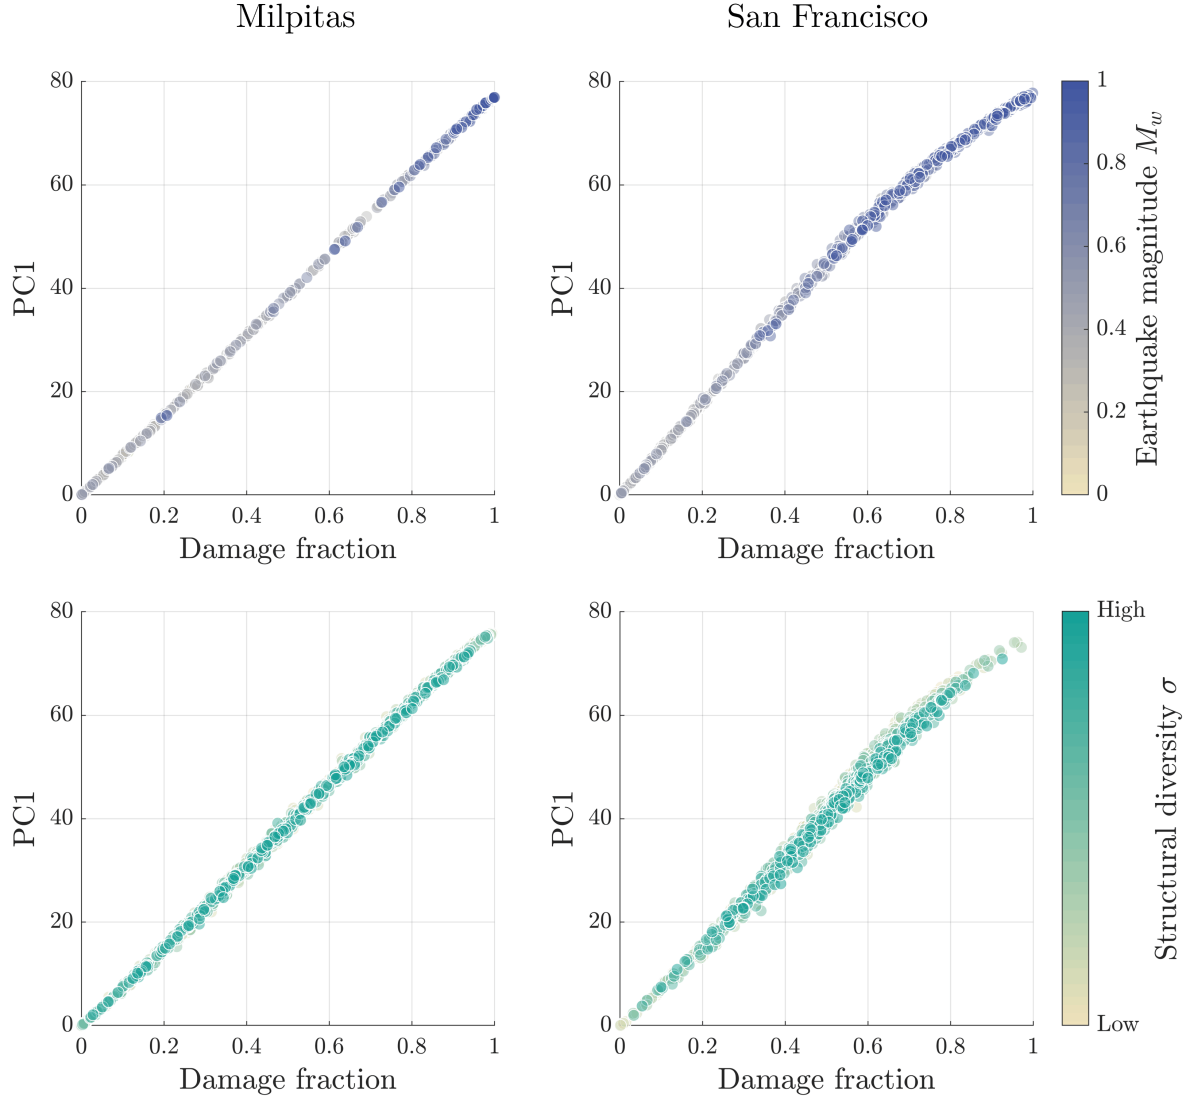 Milpitas
San Francisco
80
60
40
20
0
PC1
0 0.2 0.4 0.6 0.8 1
Damage fraction
80
60
40
20
0
PC1
0 0.2 0.4 0.6 0.8 1
Damage fraction
1
0.8
0.6
0.4
0.2
0
Earthquake magnitude M_w
80
60
40
20
0
PC1
0 0.2 0.4 0.6 0.8 1
Damage fraction
80
60
40
20
0
PC1
0 0.2 0.4 0.6 0.8 1
Damage fraction
High
Low
Structural diversity σ